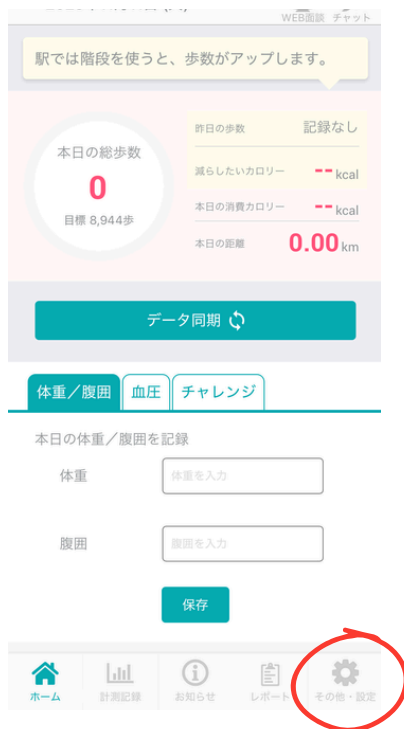 WEB面談 チャット
駅では階段を使うと、歩数がアップします。
本日の総歩数
0
目標 8,944歩
昨日の歩数 記録なし
減らしたいカロリー -- kcal
本日の消費カロリー -- kcal
本日の距離 0.00 km
データ同期
体重／腹囲 血圧 チャレンジ
本日の体重／腹囲を記録
体重 体重を入力
腹囲 腹囲を入力
保存
ホーム 計測記録 お知らせ レポート その他・設定